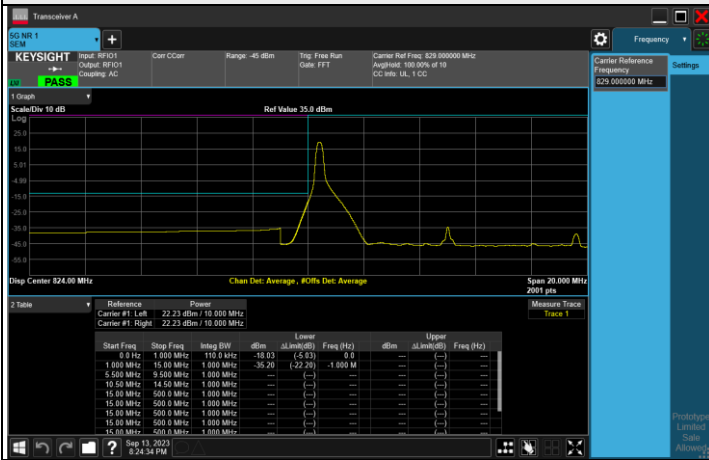 Transceiver A
5G NR 1
SEM
Frequency
KEYSIGHT Input: RFIO1 Corr CCorr Range: -45 dBm Trig: Free Run Carrier Ref Freq: 829.000000 MHz
Output: RFIO1 Gate: FFT Avg|Hold: 100.00% of 10
Coupling: AC CC Info: UL, 1 CC
PASS
Carrier Reference Frequency
829.000000 MHz
Settings
1 Graph
Scale/Div 10 dB Ref Value 35.0 dBm
Log
25.0
15.0
5.01
-4.99
-15.0
-25.0
-35.0
-45.0
-55.0
Disp Center 824.00 MHz Chan Det: Average , #Offs Det: Average Span 20.000 MHz
2001 pts
2 Table Reference Power Measure Trace
Carrier #1: Left 22.23 dBm / 10.000 MHz Trace 1
Carrier #1: Right 22.23 dBm / 10.000 MHz
Lower Upper
Start Freq Stop Freq Integ BW dBm ΔLimit(dB) Freq (Hz) dBm ΔLimit(dB) Freq (Hz)
0.0 Hz 1.000 MHz 110.0 kHz -18.03 (-5.03) 0.0 --- (---) ---
1.000 MHz 15.00 MHz 1.000 MHz -35.20 (-22.20) -1.000 M --- (---) ---
5.500 MHz 9.500 MHz 1.000 MHz --- (---) --- --- (---) ---
10.50 MHz 14.50 MHz 1.000 MHz --- (---) --- --- (---) ---
15.00 MHz 500.0 MHz 1.000 MHz --- (---) --- --- (---) ---
15.00 MHz 500.0 MHz 1.000 MHz --- (---) --- --- (---) ---
15.00 MHz 500.0 MHz 1.000 MHz --- (---) --- --- (---) ---
15.00 MHz 500.0 MHz 1.000 MHz --- (---) --- --- (---) ---
15.00 MHz 500.0 MHz 1.000 MHz --- (---) --- --- (---) ---
Prototype
Limited
Sale
Allowed
Sep 13, 2023
8:24:34 PM